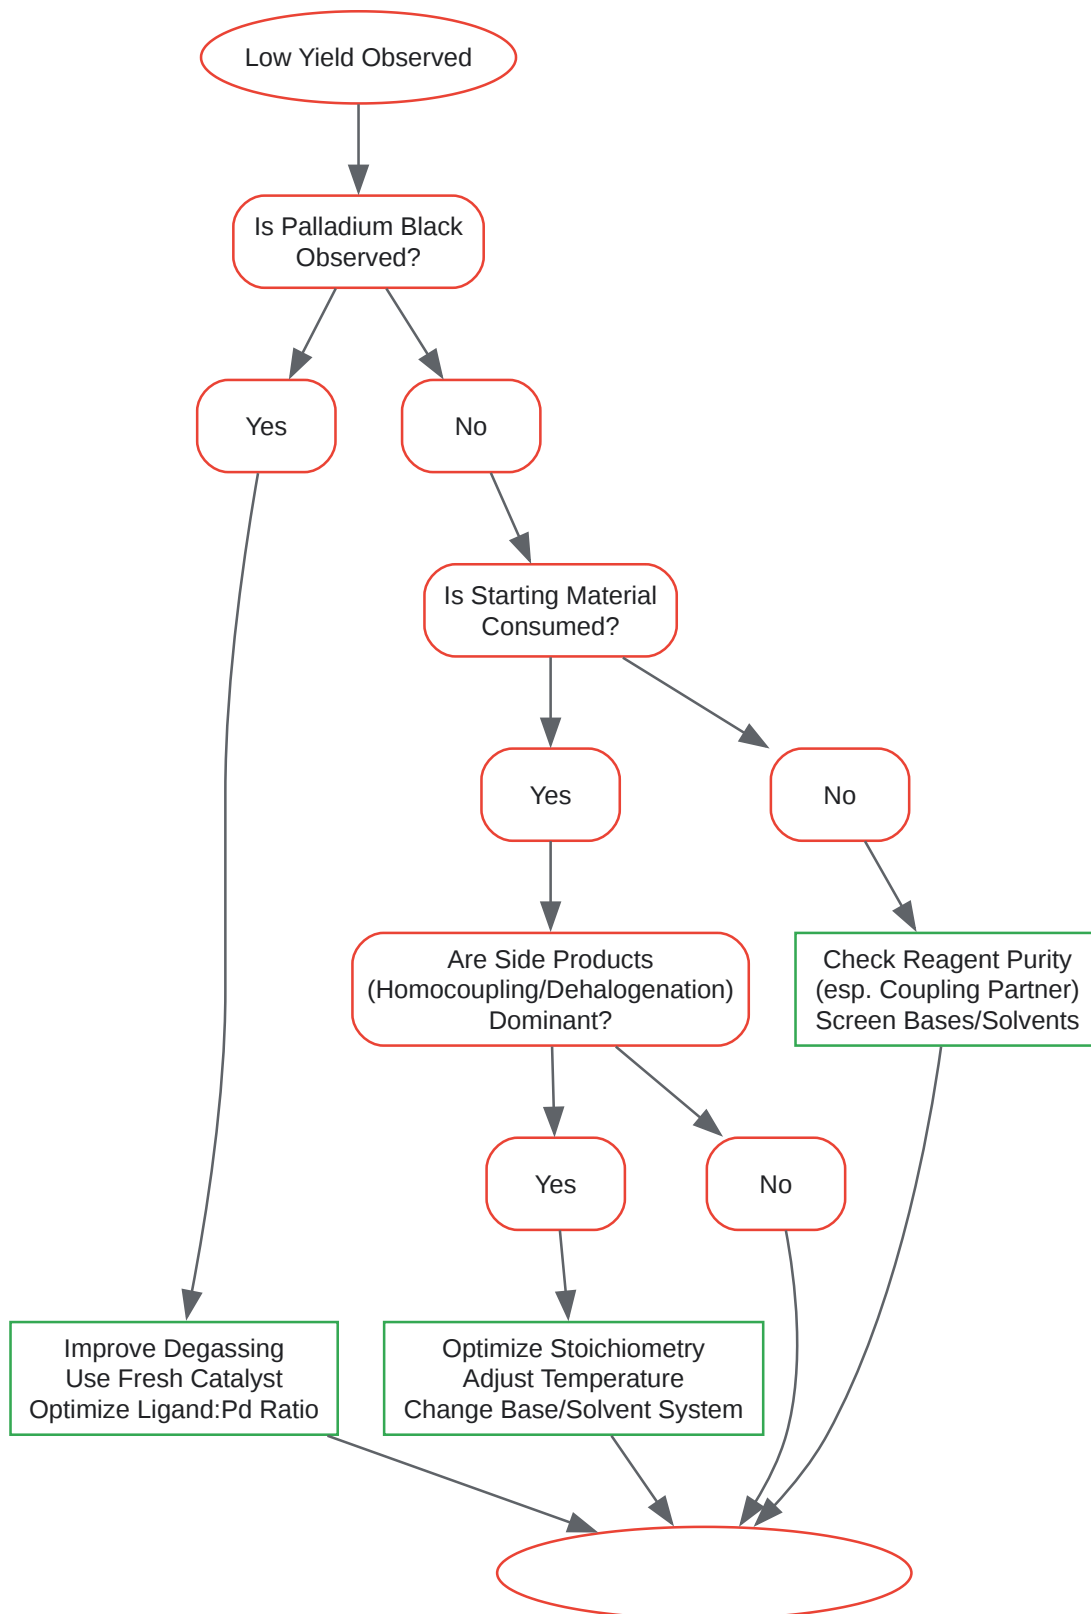 Low Yield Observed
Is Palladium Black
Observed?
Yes
No
Is Starting Material
Consumed?
Yes
No
Are Side Products
(Homocoupling/Dehalogenation)
Dominant?
Check Reagent Purity
(esp. Coupling Partner)
Screen Bases/Solvents
Yes
No
Improve Degassing
Use Fresh Catalyst
Optimize Ligand:Pd Ratio
Optimize Stoichiometry
Adjust Temperature
Change Base/Solvent System